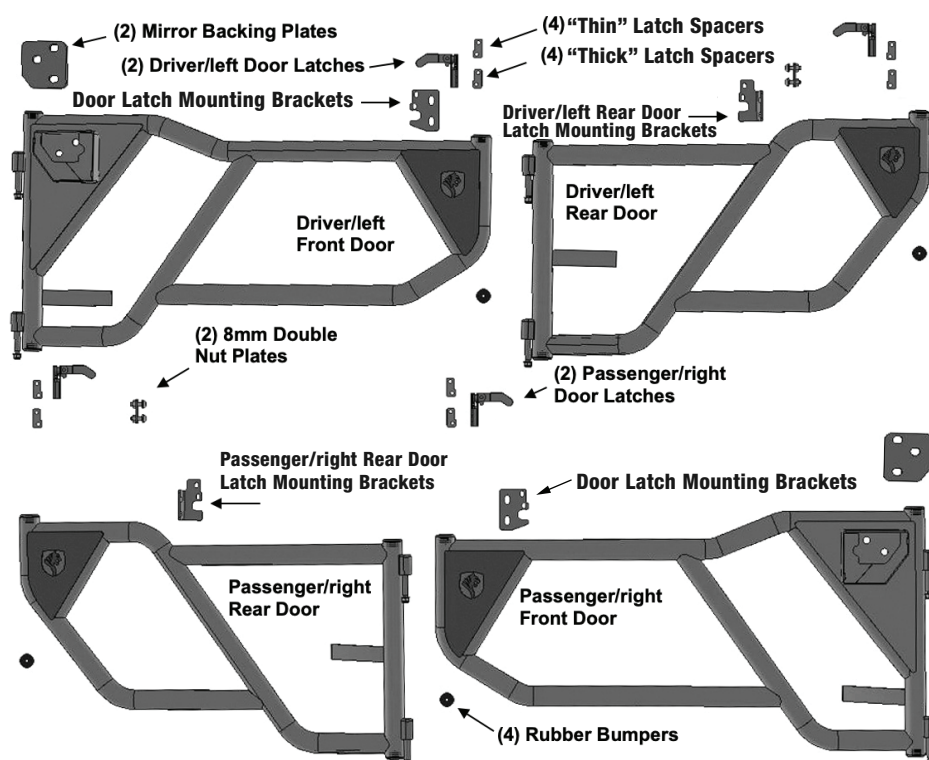 (2) Mirror Backing Plates
(2) Driver/left Door Latches
Door Latch Mounting Brackets
(4) “Thin” Latch Spacers
(4) “Thick” Latch Spacers
Driver/left Rear Door
Latch Mounting Brackets
Driver/left
Front Door
Driver/left
Rear Door
(2) 8mm Double
Nut Plates
(2) Passenger/right
Door Latches
Passenger/right Rear Door
Latch Mounting Brackets
Door Latch Mounting Brackets
Passenger/right
Rear Door
Passenger/right
Front Door
(4) Rubber Bumpers